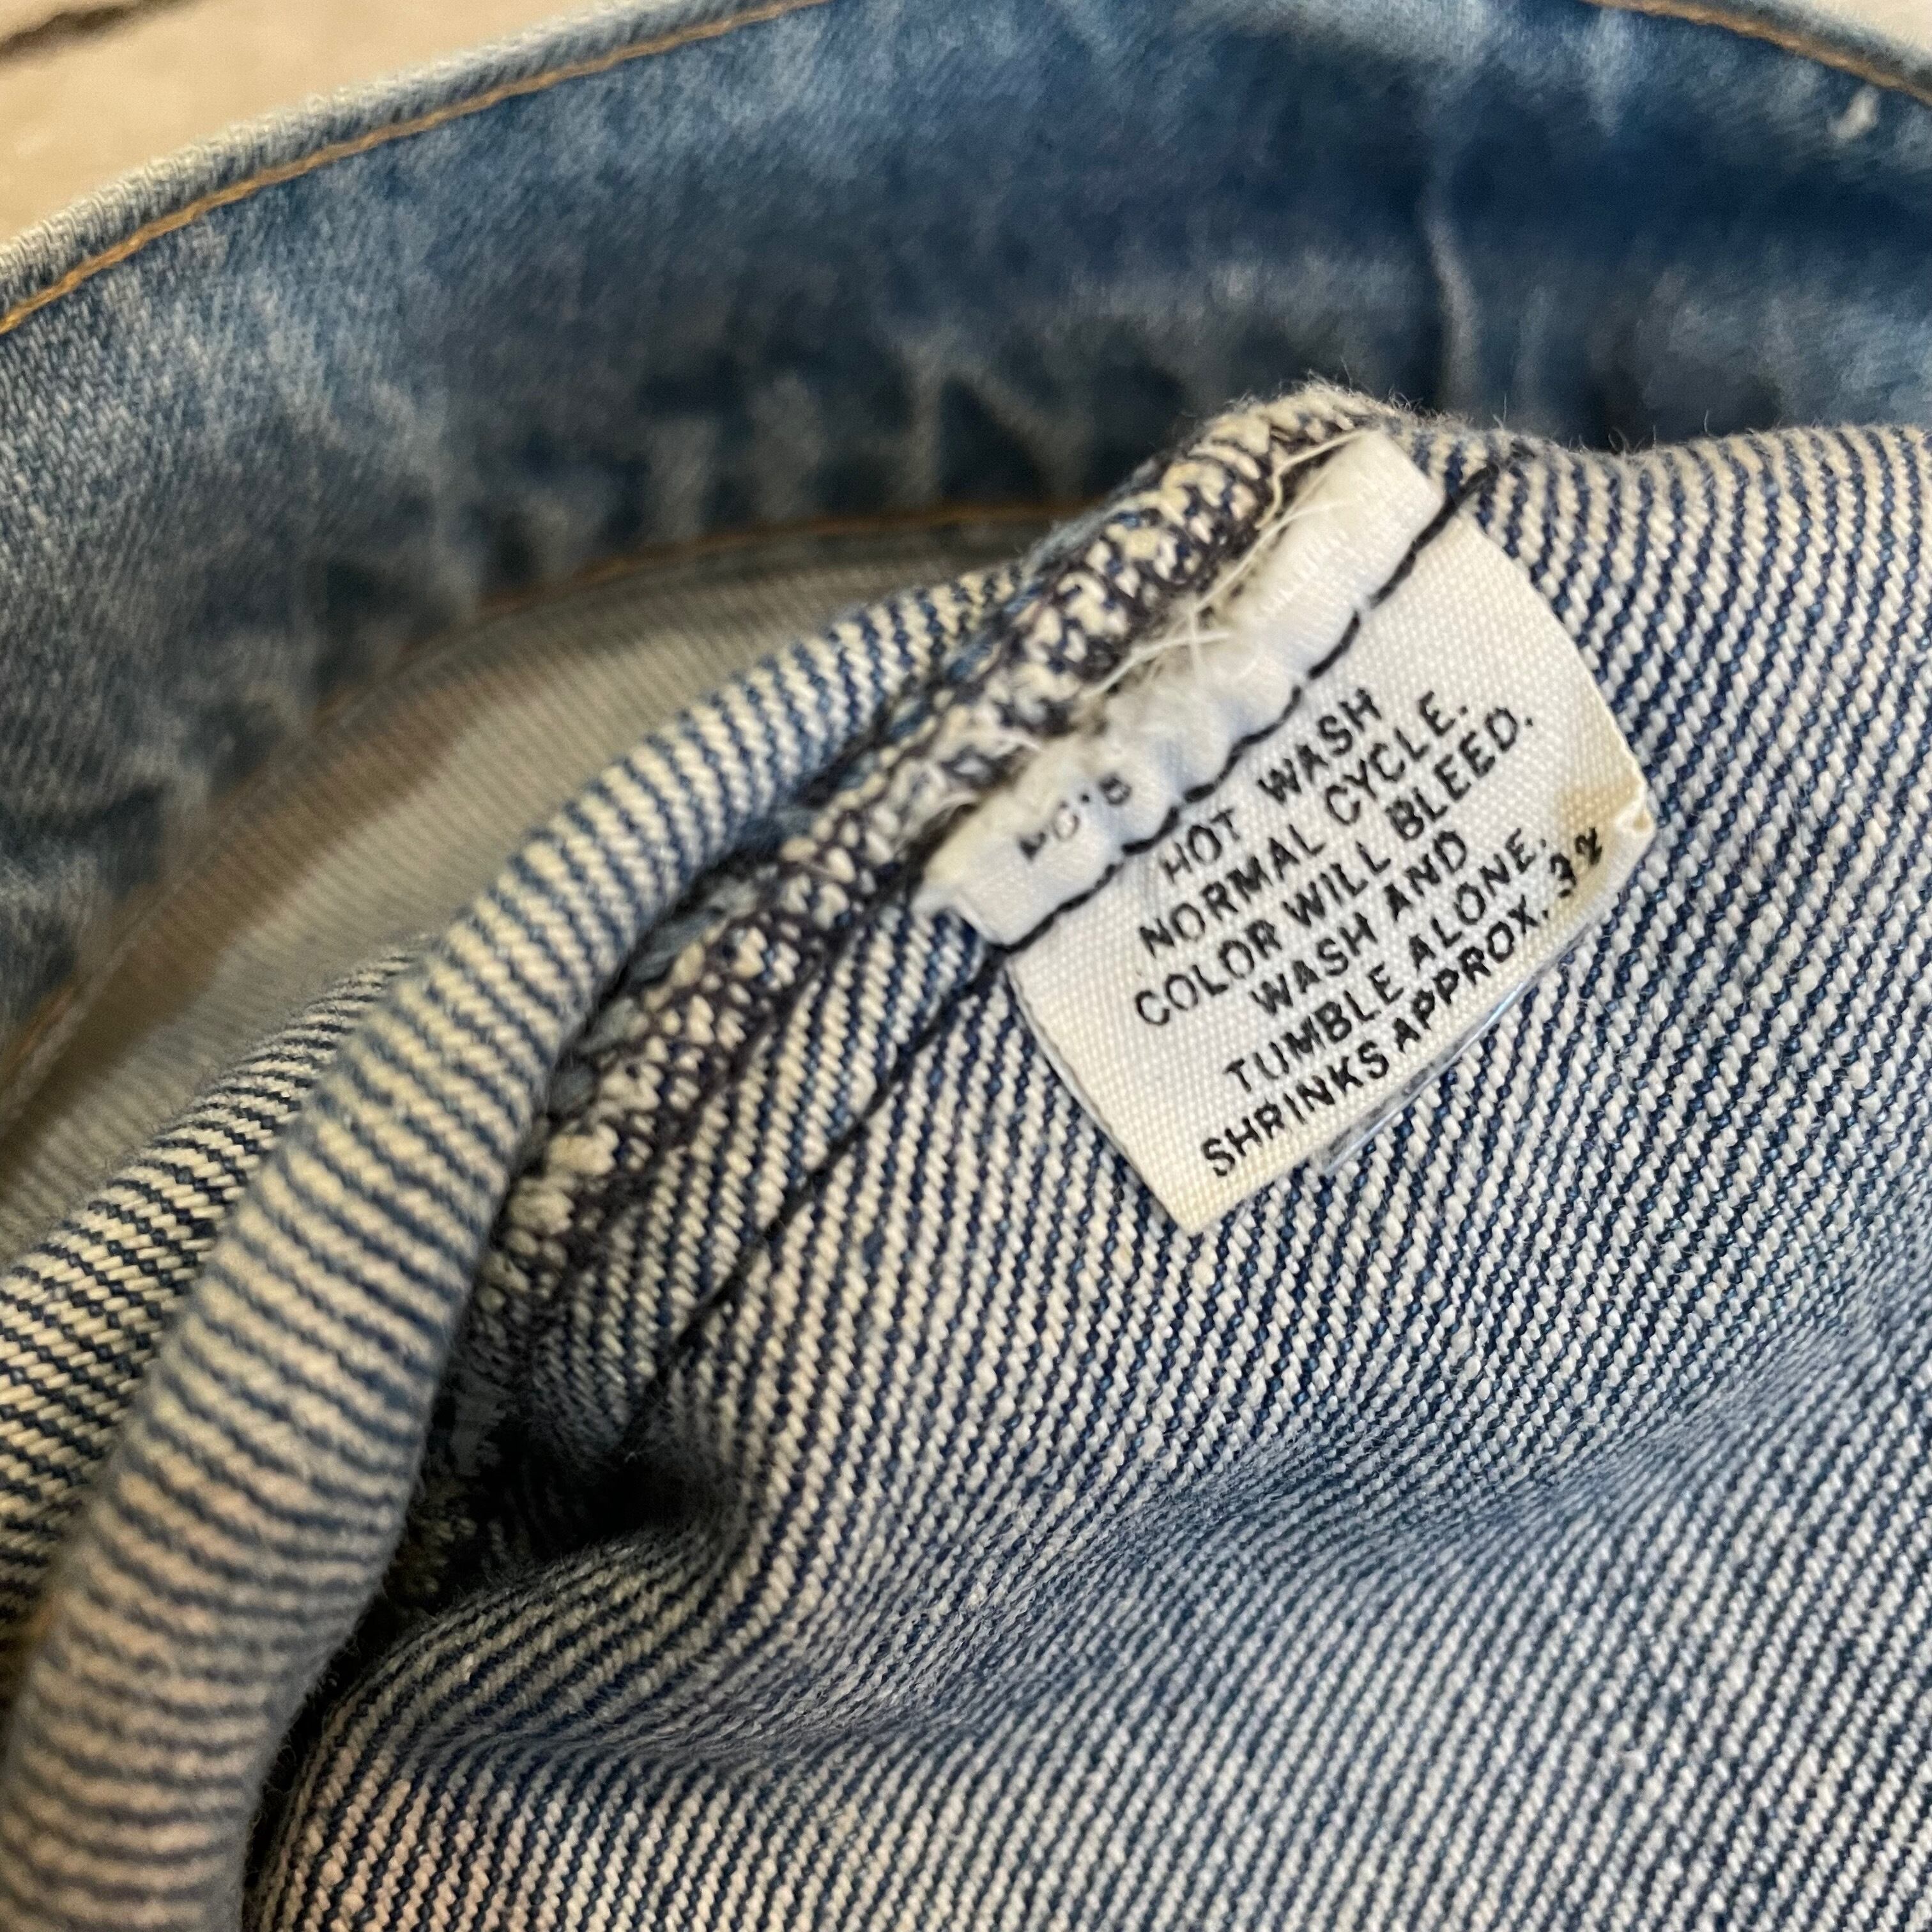 HOT WASH
NORMAL CYCLE.
COLOR WILL BLEED.
WASH AND
TUMBLE ALONE.
SHRINKS APPROX. 3%